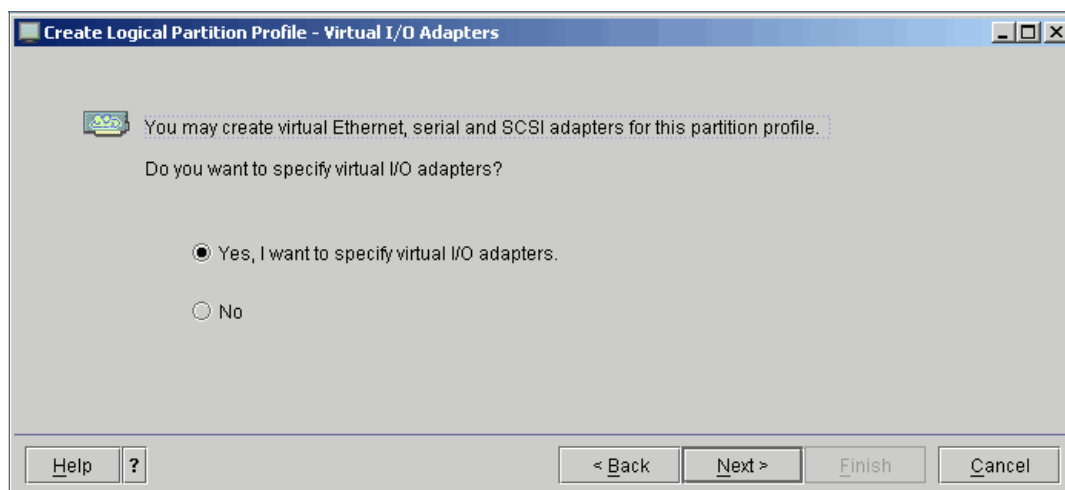 Create Logical Partition Profile - Virtual I/O Adapters
You may create virtual Ethernet, serial and SCSI adapters for this partition profile.
Do you want to specify virtual I/O adapters?
Yes, I want to specify virtual I/O adapters.
No
Help ? < Back Next > Finish Cancel